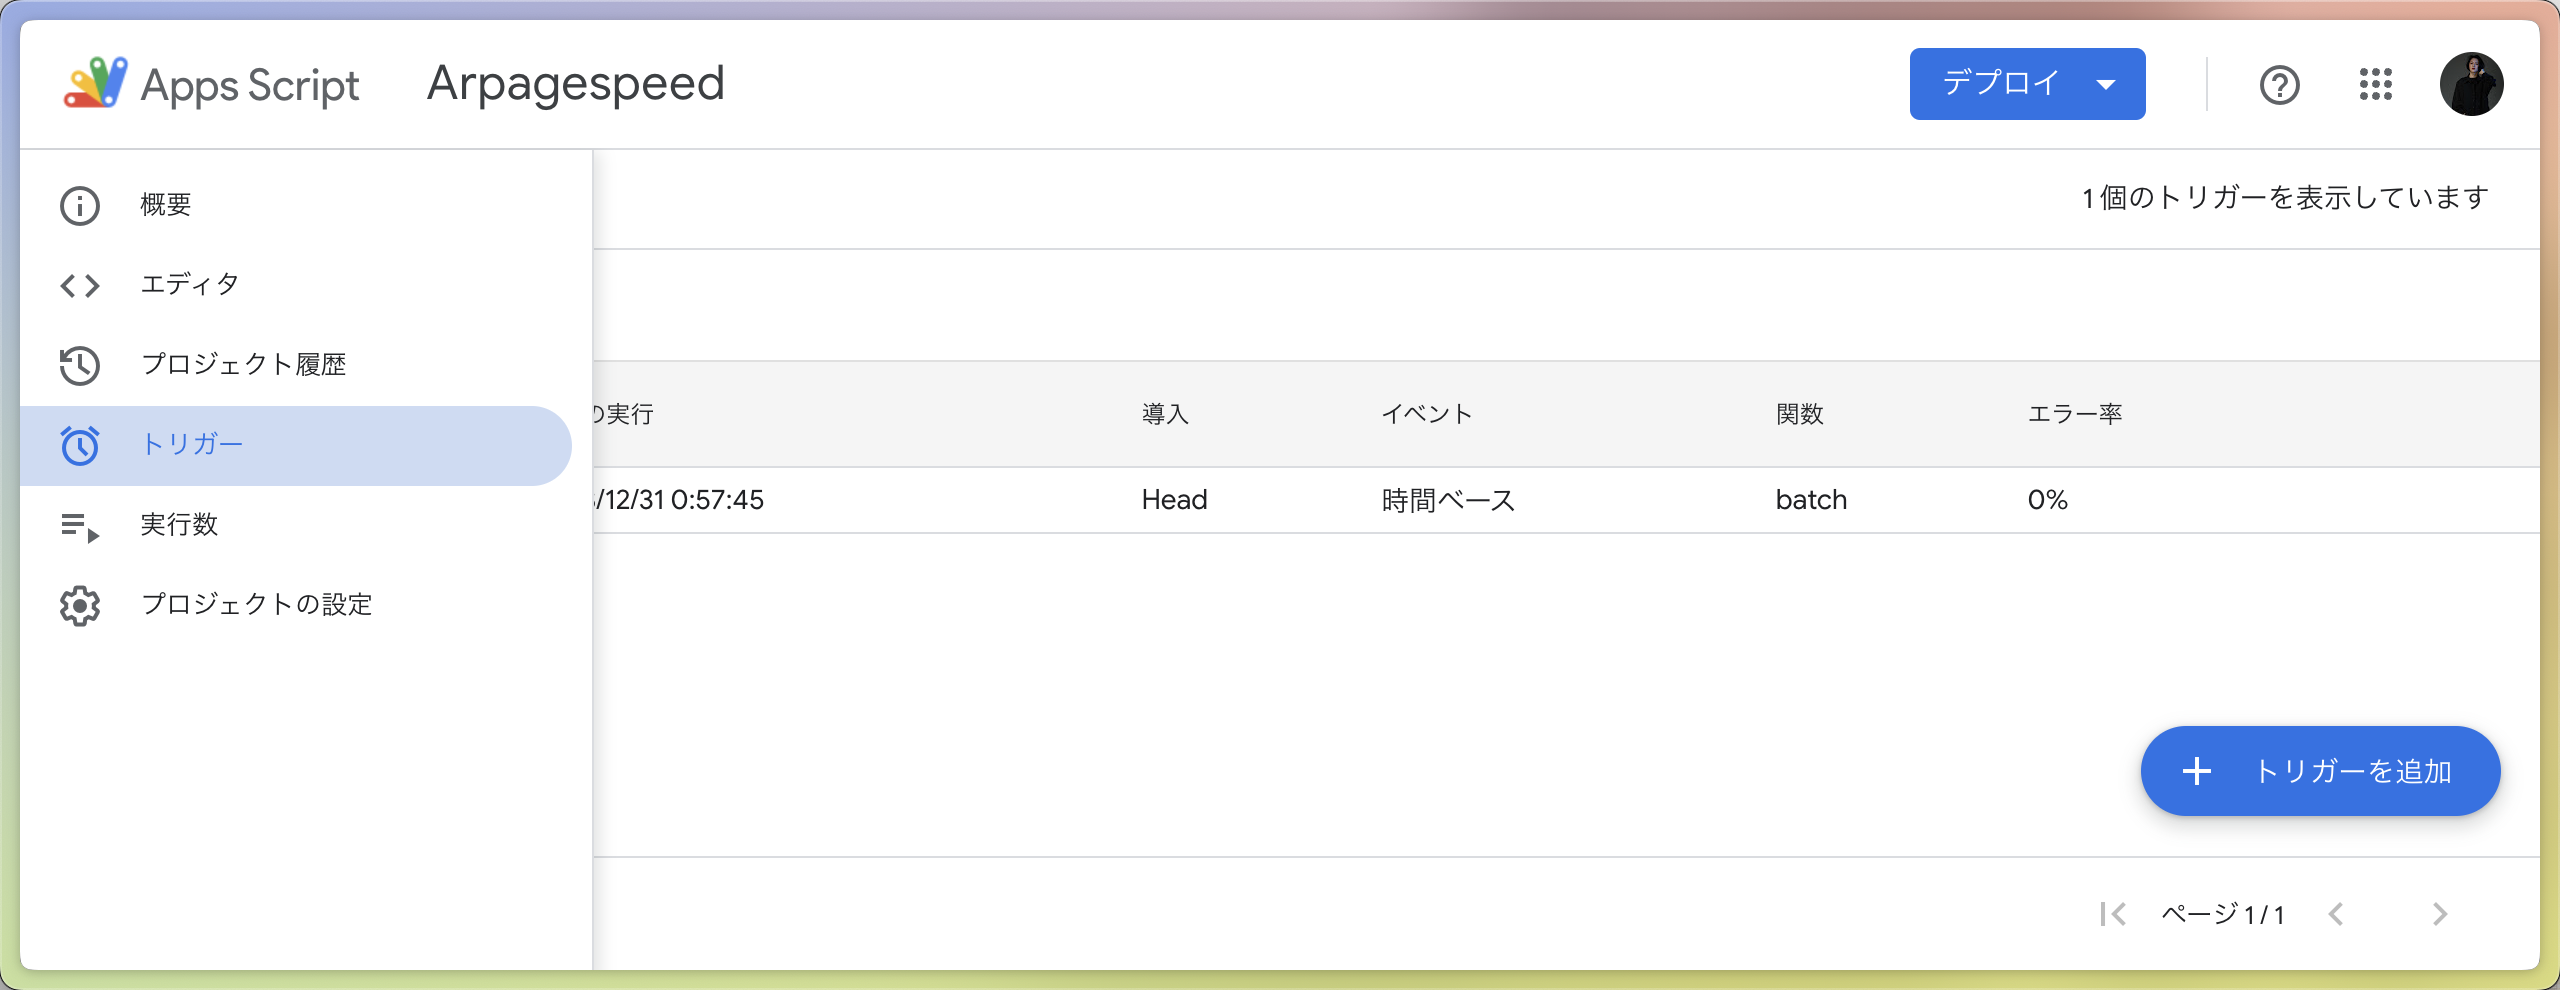 Apps Script
Arpagespeed
デプロイ
概要
エディタ
プロジェクト履歴
トリガー
実行数
プロジェクトの設定
1 個のトリガーを表示しています
の実行 導入 イベント 関数 エラー率
/12/31 0:57:45 Head 時間ベース batch 0%
トリガーを追加
ページ 1 / 1